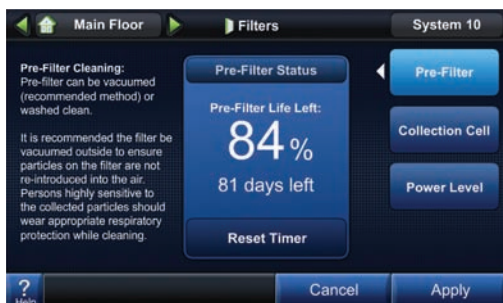 Main Floor
Filters
System 10
Pre-Filter Cleaning:
Pre-filter can be vacuumed
(recommended method) or
washed clean.
It is recommended the filter be
vacuumed outside to ensure
particles on the filter are not
re-introduced into the air.
Persons highly sensitive to
the collected particles should
wear appropriate respiratory
protection while cleaning.
Pre-Filter Status
Pre-Filter Life Left:
84%
81 days left
Reset Timer
Pre-Filter
Collection Cell
Power Level
?
Help
Cancel
Apply